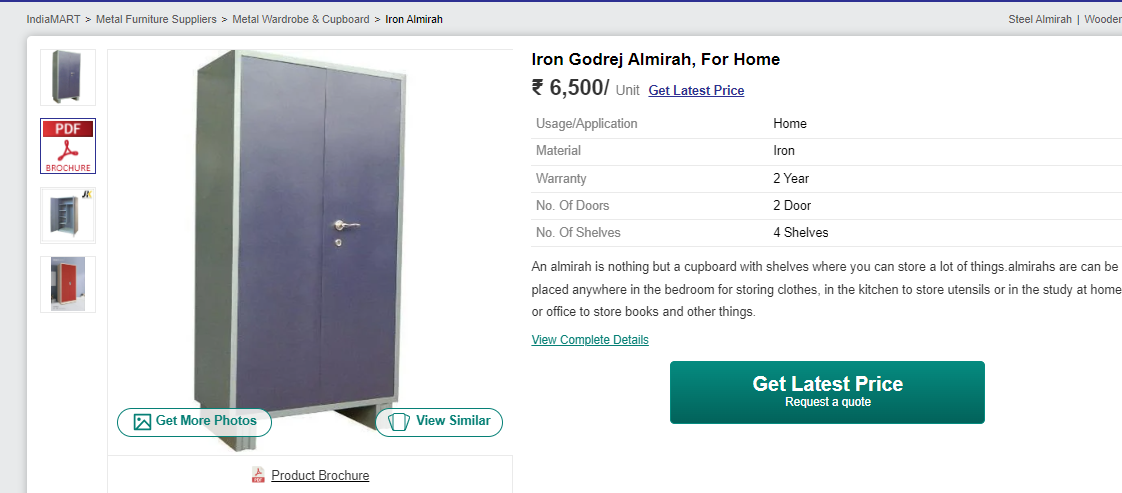 IndiaMART > Metal Furniture Suppliers > Metal Wardrobe & Cupboard > Iron Almirah
Steel Almirah | Wooden
PDF
BROCHURE
Iron Godrej Almirah, For Home
₹ 6,500/ Unit Get Latest Price
Usage/Application Home
Material Iron
Warranty 2 Year
No. Of Doors 2 Door
No. Of Shelves 4 Shelves
An almirah is nothing but a cupboard with shelves where you can store a lot of things.almirahs are can be
placed anywhere in the bedroom for storing clothes, in the kitchen to store utensils or in the study at home
or office to store books and other things.
View Complete Details
Get Latest Price
Request a quote
Get More Photos
View Similar
Product Brochure